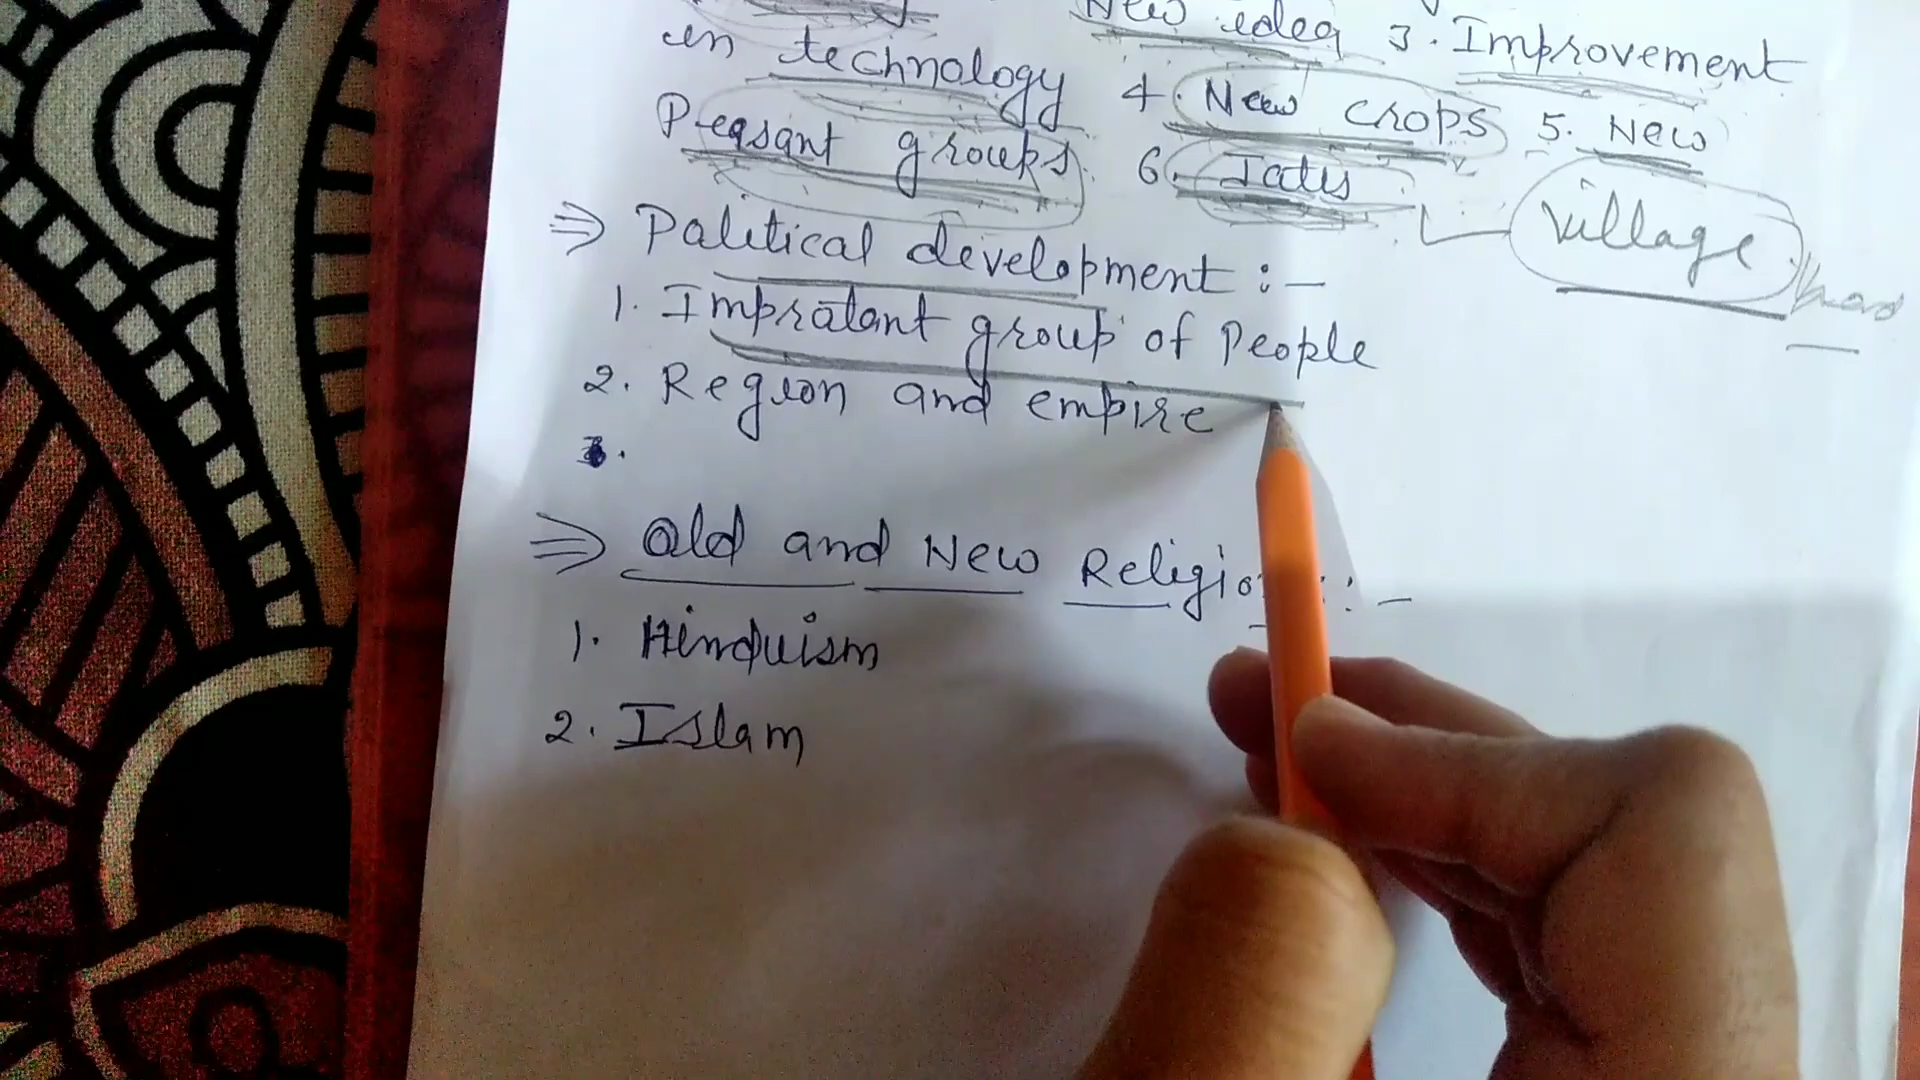 New idea 3. Improvement
in technology 4. New crops 5. New
Peasant groups 6. Jatis village
⇒ Palitical development :-
1. Impratant group of People
2. Region and empire
3.
⇒ Old and New Religion :-
1. Hinduism
2. Islam